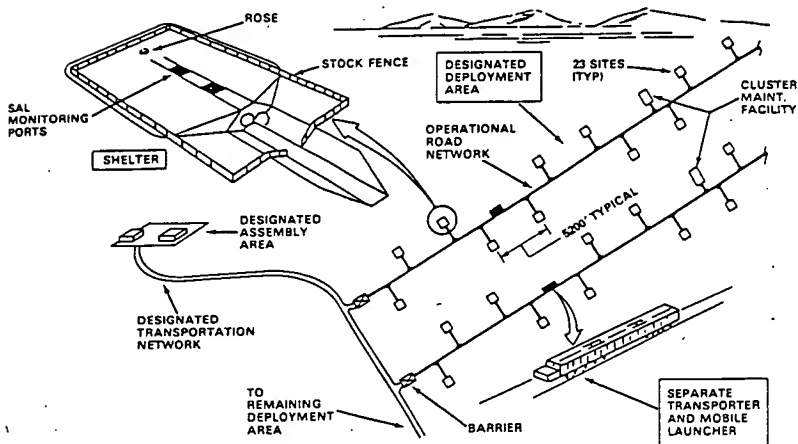 ROSE
STOCK FENCE
SAL
MONITORING
PORTS
SHELTER
DESIGNATED
DEPLOYMENT
AREA
23 SITES
(TYP)
CLUSTER
MAINT.
FACILITY
OPERATIONAL
ROAD
NETWORK
5200' TYPICAL
DESIGNATED
ASSEMBLY
AREA
DESIGNATED
TRANSPORTATION
NETWORK
TO
REMAINING
DEPLOYMENT
AREA
BARRIER
SEPARATE
TRANSPORTER
AND MOBILE
LAUNCHER